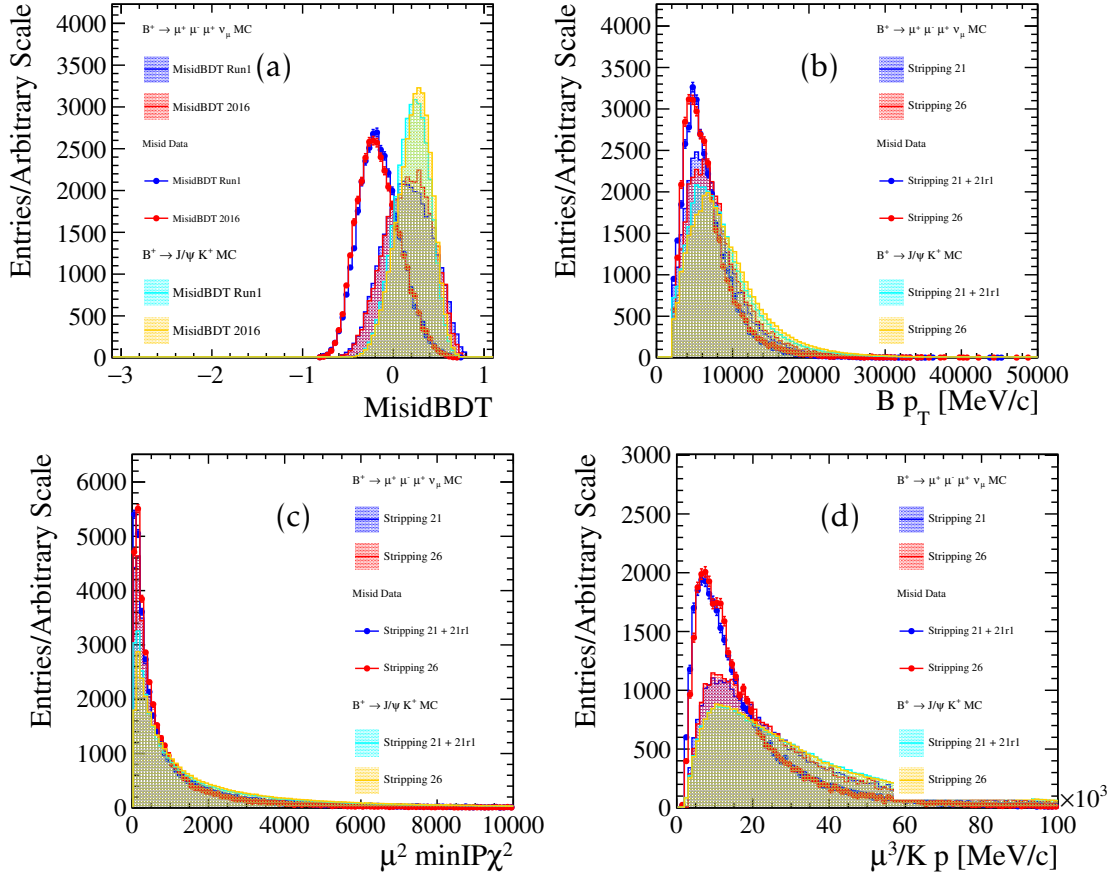 Entries/Arbitrary Scale
4000
3500
3000
2500
2000
1500
1000
500
0
−3
−2
−1
0
1
MisidBDT
(a)
B⁺ → μ⁺ μ⁻ μ⁺ ν_μ MC
MisidBDT Run1
MisidBDT 2016
Misid Data
MisidBDT Run1
MisidBDT 2016
B⁺ → J/ψ K⁺ MC
MisidBDT Run1
MisidBDT 2016
Entries/Arbitrary Scale
4000
3500
3000
2500
2000
1500
1000
500
0
0
10000
20000
30000
40000
50000
B p_T [MeV/c]
(b)
B⁺ → μ⁺ μ⁻ μ⁺ ν_μ MC
Stripping 21
Stripping 26
Misid Data
Stripping 21 + 21r1
Stripping 26
B⁺ → J/ψ K⁺ MC
Stripping 21 + 21r1
Stripping 26
Entries/Arbitrary Scale
6000
5000
4000
3000
2000
1000
0
0
2000
4000
6000
8000
10000
μ² minIPχ²
(c)
B⁺ → μ⁺ μ⁻ μ⁺ ν_μ MC
Stripping 21
Stripping 26
Misid Data
Stripping 21 + 21r1
Stripping 26
B⁺ → J/ψ K⁺ MC
Stripping 21 + 21r1
Stripping 26
Entries/Arbitrary Scale
3000
2500
2000
1500
1000
500
0
0
20
40
60
80
100
×10³
μ³/K p [MeV/c]
(d)
B⁺ → μ⁺ μ⁻ μ⁺ ν_μ MC
Stripping 21
Stripping 26
Misid Data
Stripping 21 + 21r1
Stripping 26
B⁺ → J/ψ K⁺ MC
Stripping 21 + 21r1
Stripping 26